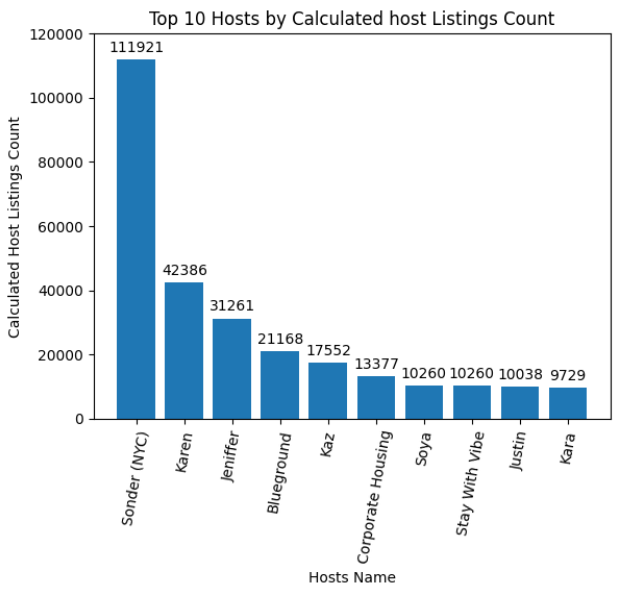 Top 10 Hosts by Calculated host Listings Count
Calculated Host Listings Count
120000
100000
80000
60000
40000
20000
0
111921
42386
31261
21168
17552
13377
10260
10260
10038
9729
Sonder (NYC)
Karen
Jeniffer
Blueground
Kaz
Corporate Housing
Soya
Stay With Vibe
Justin
Kara
Hosts Name